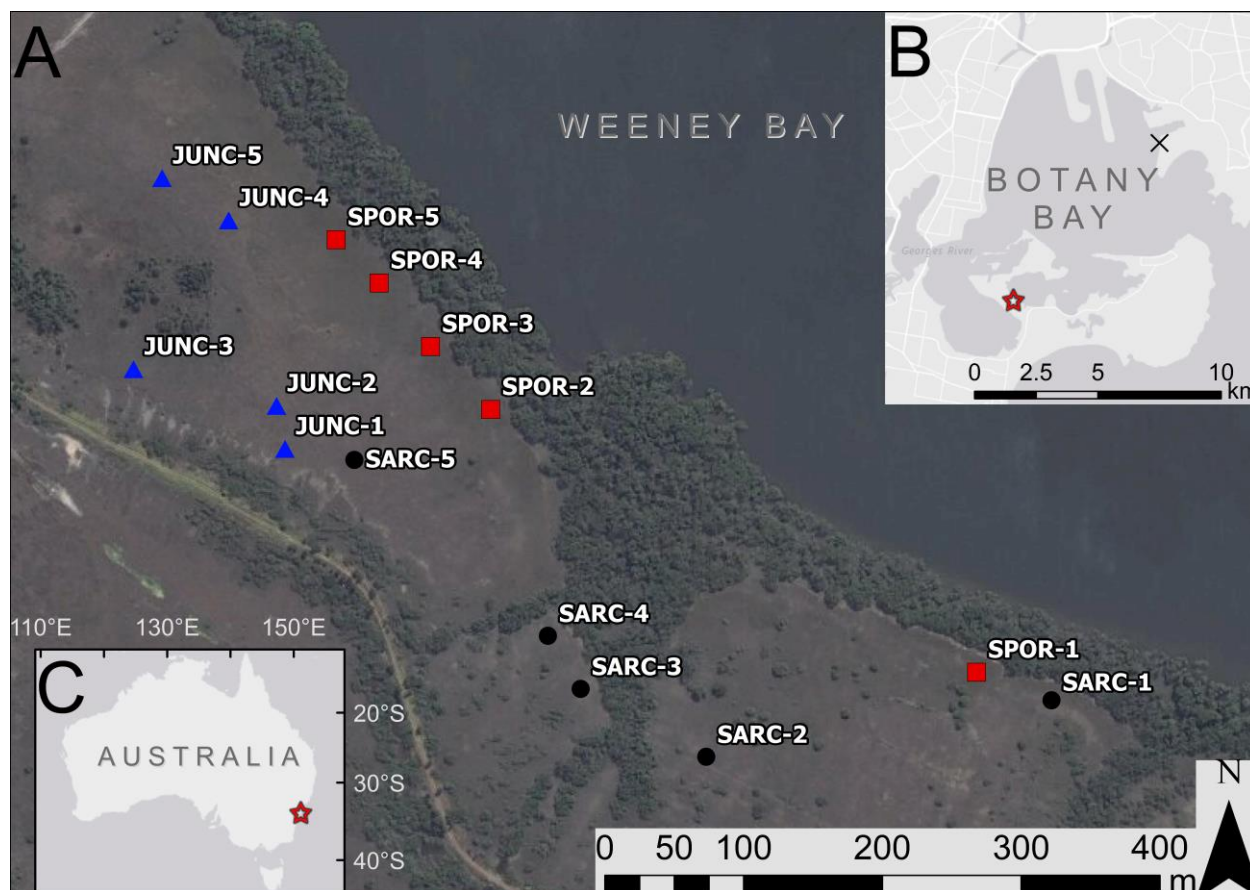 A
WEENEY BAY
JUNC-5
JUNC-4
SPOR-5
SPOR-4
SPOR-3
JUNC-3
JUNC-2
SPOR-2
JUNC-1
SARC-5
SARC-4
SARC-3
SPOR-1
SARC-1
SARC-2
0 50 100 200 300 400
m
N
B
BOTANY
BAY
Georges River
0 2.5 5 10
km
110°E 130°E 150°E
C
AUSTRALIA
20°S
30°S
40°S